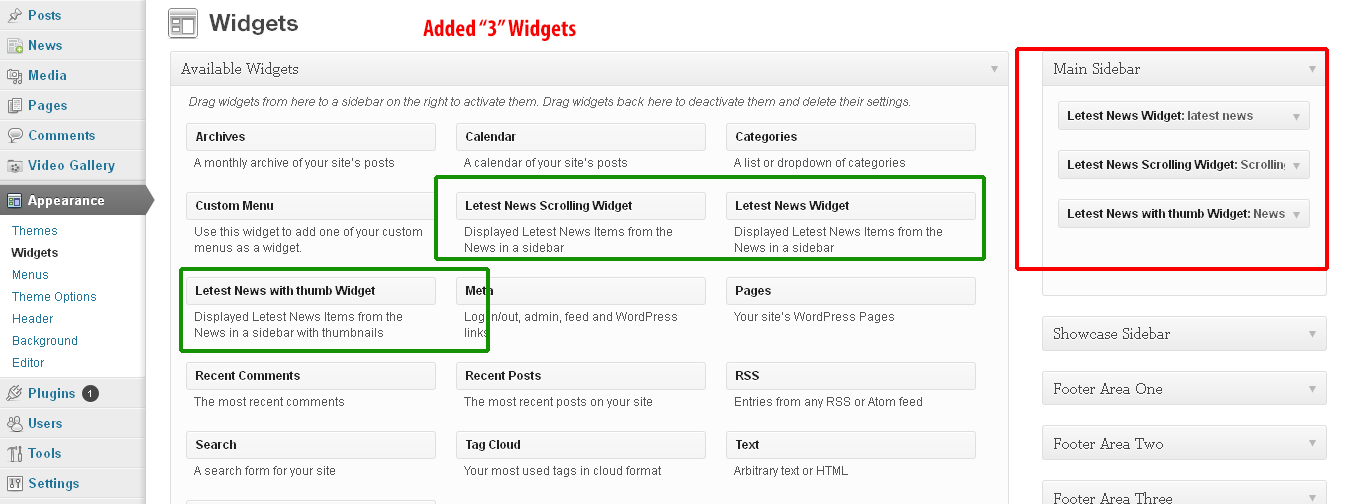 Posts
News
Media
Pages
Comments
Video Gallery
Appearance
Themes
Widgets
Menus
Theme Options
Header
Background
Editor
Plugins 1
Users
Tools
Settings
Widgets
Added “3” Widgets
Available Widgets
Drag widgets from here to a sidebar on the right to activate them. Drag widgets back here to deactivate them and delete their settings.
Archives
A monthly archive of your site's posts
Calendar
A calendar of your site's posts
Categories
A list or dropdown of categories
Custom Menu
Use this widget to add one of your custom
menus as a widget.
Letest News Scrolling Widget
Displayed Letest News Items from the
News in a sidebar
Letest News Widget
Displayed Letest News Items from the
News in a sidebar
Letest News with thumb Widget
Displayed Letest News Items from the
News in a sidebar with thumbnails
Meta
Log in/out, admin, feed and WordPress
links
Pages
Your site's WordPress Pages
Recent Comments
The most recent comments
Recent Posts
The most recent posts on your site
RSS
Entries from any RSS or Atom feed
Search
A search form for your site
Tag Cloud
Your most used tags in cloud format
Text
Arbitrary text or HTML
Main Sidebar
Letest News Widget: latest news
Letest News Scrolling Widget: Scrolling
Letest News with thumb Widget: News
Showcase Sidebar
Footer Area One
Footer Area Two
Footer Area Three